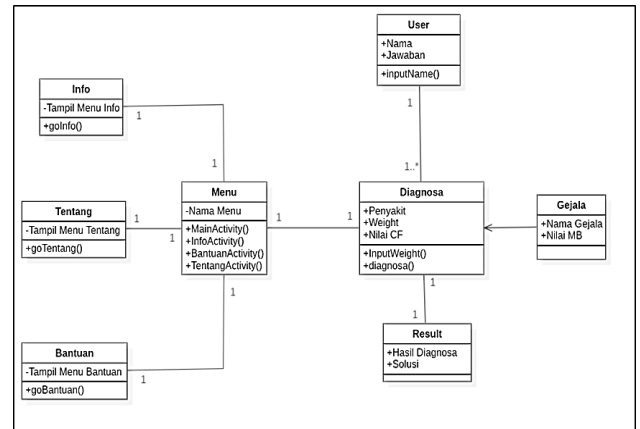 User
+Nama
+Jawaban
+inputName()
1
1..*
Info
-Tampil Menu Info
+goInfo()
1
1
Tentang
-Tampil Menu Tentang
+goTentang()
1
1
Menu
-Nama Menu
+MainActivity()
+InfoActivity()
+BantuanActivity()
+TentangActivity()
1
1
1
Diagnosa
+Penyakit
+Weight
+Nilai CF
+InputWeight()
+diagnosa()
1
1
Gejala
+Nama Gejala
+Nilai MB
Result
+Hasil Diagnosa
+Solusi
Bantuan
-Tampil Menu Bantuan
+goBantuan()
1